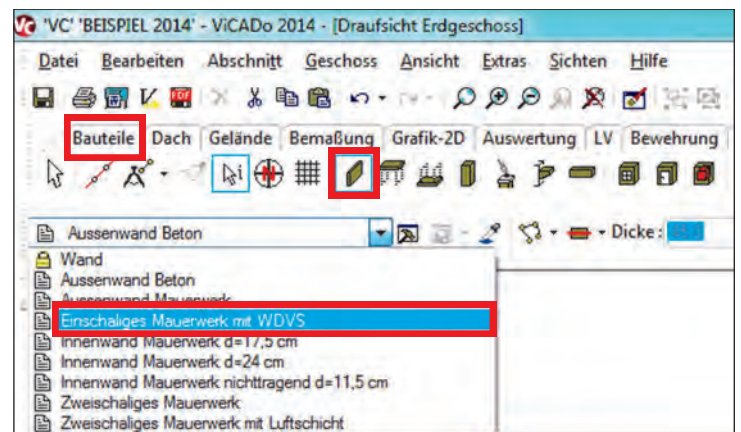 'VC' 'BEISPIEL 2014' - ViCADo 2014 - [Draufsicht Erdgeschoss]
Datei Bearbeiten Abschnitt Geschoss Ansicht Extras Sichten Hilfe
Bauteile Dach Gelände Bemaßung Grafik-2D Auswertung LV Bewehrung
Aussenwand Beton Dicke:
Wand
Aussenwand Beton
Aussenwand Mauerwerk
Einschaliges Mauerwerk mit WDVS
Innenwand Mauerwerk d=17,5 cm
Innenwand Mauerwerk d=24 cm
Innenwand Mauerwerk nichttragend d=11,5 cm
Zweischaliges Mauerwerk
Zweischaliges Mauerwerk mit Luftschicht